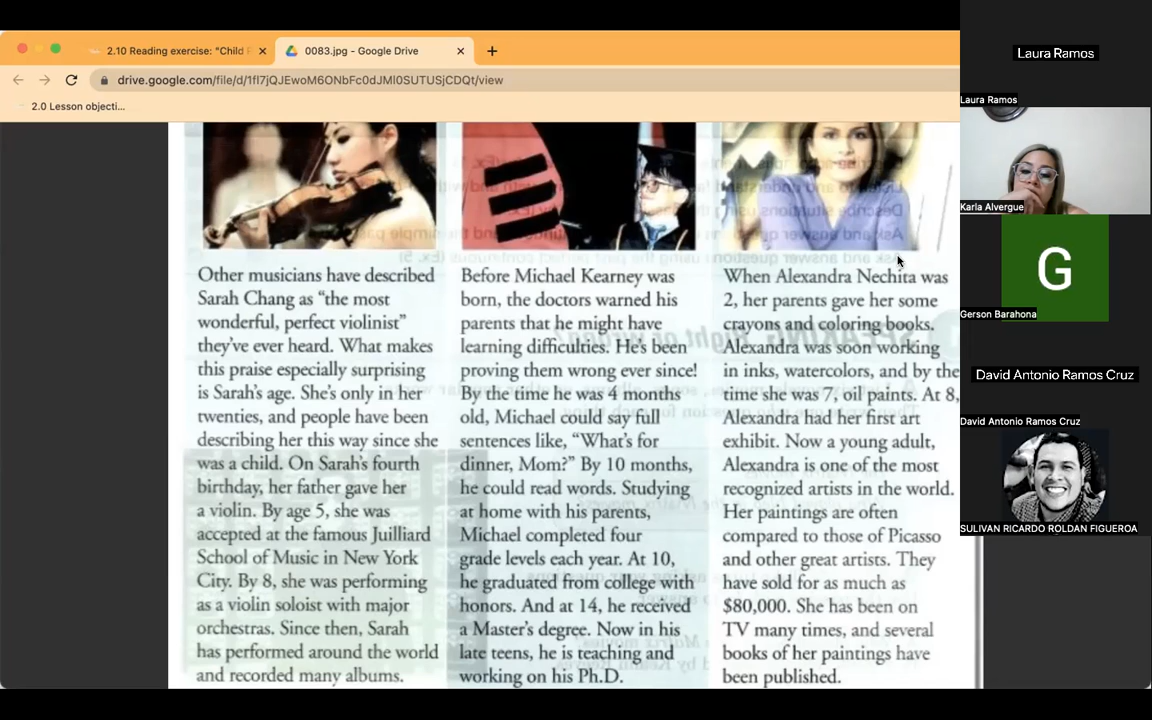 2.10 Reading exercise: "Child
0083.jpg - Google Drive
drive.google.com/file/d/1fl7jQJEwoM6ONbFc0dJMl0SUTUSjCDQt/view
2.0 Lesson objecti...
Other musicians have described
Sarah Chang as “the most
wonderful, perfect violinist”
they’ve ever heard. What makes
this praise especially surprising
is Sarah’s age. She’s only in her
twenties, and people have been
describing her this way since she
was a child. On Sarah’s fourth
birthday, her father gave her
a violin. By age 5, she was
accepted at the famous Juilliard
School of Music in New York
City. By 8, she was performing
as a violin soloist with major
orchestras. Since then, Sarah
has performed around the world
and recorded many albums.
Before Michael Kearney was
born, the doctors warned his
parents that he might have
learning difficulties. He’s been
proving them wrong ever since!
By the time he was 4 months
old, Michael could say full
sentences like, “What’s for
dinner, Mom?” By 10 months,
he could read words. Studying
at home with his parents,
Michael completed four
grade levels each year. At 10,
he graduated from college with
honors. And at 14, he received
a Master’s degree. Now in his
late teens, he is teaching and
working on his Ph.D.
When Alexandra Nechita was
2, her parents gave her some
crayons and coloring books.
Alexandra was soon working
in inks, watercolors, and by the
time she was 7, oil paints. At 8,
Alexandra had her first art
exhibit. Now a young adult,
Alexandra is one of the most
recognized artists in the world.
Her paintings are often
compared to those of Picasso
and other great artists. They
have sold for as much as
$80,000. She has been on
TV many times, and several
books of her paintings have
been published.
Laura Ramos
Laura Ramos
Karla Alvergue
G
Gerson Barahona
David Antonio Ramos Cruz
David Antonio Ramos Cruz
SULIVAN RICARDO ROLDAN FIGUEROA